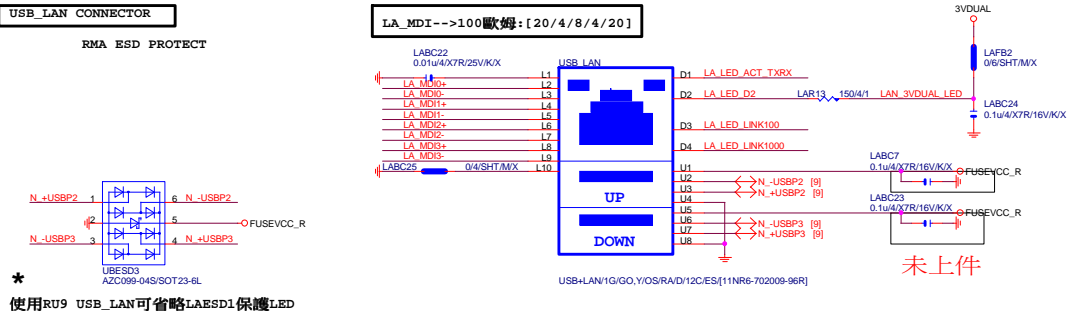 USB_LAN CONNECTOR
RMA ESD PROTECT
LA_MDI-->100歐姆:[20/4/8/4/20]
3VDUAL
LAFB2
0/6/SHT/M/X
LABC22
0.01u/4/X7R/25V/K/X
USB_LAN
L1
L2
L3
L4
L5
L6
L7
L8
L9
L10
LA_MDI0+
LA_MDI0-
LA_MDI1+
LA_MDI1-
LA_MDI2+
LA_MDI2-
LA_MDI3+
LA_MDI3-
LABC25
0/4/SHT/M/X
D1 LA_LED_ACT_TXRX
D2 LA_LED_D2
LAR13 150/4/1 LAN_3VDUAL_LED
LABC24
0.1u/4/X7R/16V/K/X
D3 LA_LED_LINK100
D4 LA_LED_LINK1000
U1
U2 N_-USBP2 [9]
U3 N_+USBP2 [9]
U4
U5
U6 N_-USBP3 [9]
U7 N_+USBP3 [9]
U8
UP
DOWN
LABC7
0.1u/4/X7R/16V/K/X
FUSEVCC_R
LABC23
0.1u/4/X7R/16V/K/X
FUSEVCC_R
未上件
USB+LAN/1G/GO,Y/OS/RA/D/12C/ES/[11NR6-702009-96R]
N_+USBP2 1
6 N_-USBP2
2
5 FUSEVCC_R
N_-USBP3 3
4 N_+USBP3
UBESD3
AZC099-04S/SOT23-6L
*
使用RU9 USB_LAN可省略LAESD1保護LED